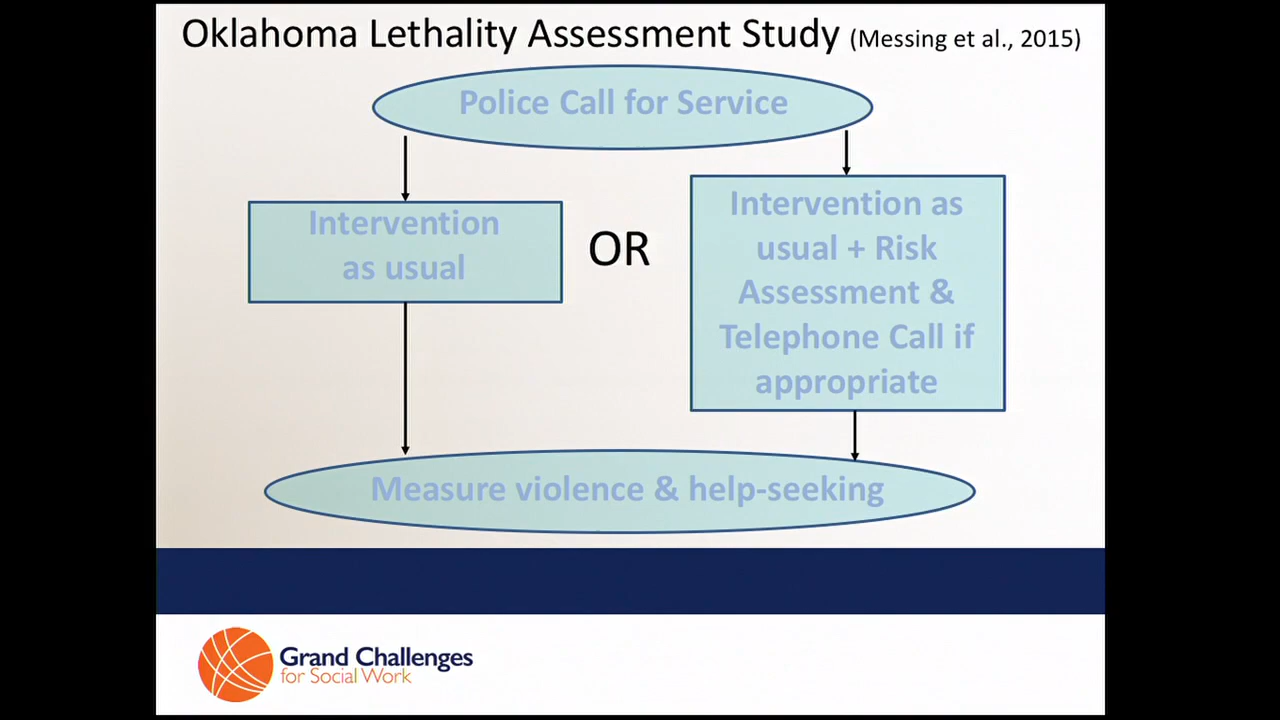 Oklahoma Lethality Assessment Study (Messing et al., 2015)
Police Call for Service
Intervention
as usual
OR
Intervention as
usual + Risk
Assessment &
Telephone Call if
appropriate
Measure violence & help-seeking
Grand Challenges
for Social Work